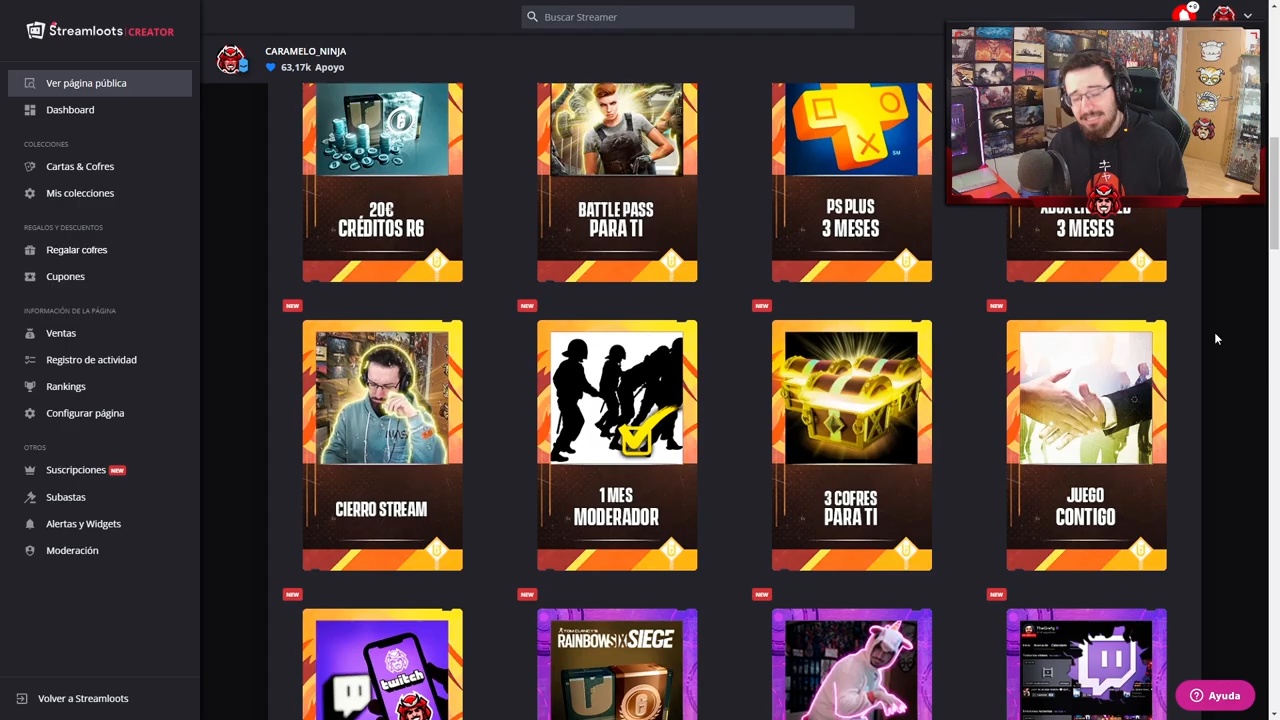 Streamloots CREATOR
Buscar Streamer
+9
CARAMELO_NINJA
63.17K
Ver página pública
Dashboard
COLECCIONES
Cartas & Cofres
Mis colecciones
REGALOS Y DESCUENTOS
Regalar cofres
Cupones
INFORMACIÓN DE LA PÁGINA
Ventas
Registro de actividad
Rankings
Configurar página
OTROS
Suscripciones NEW
Subastas
Alertas y Widgets
Moderación
20€
CRÉDITOS R6
BATTLE PASS
PARA TI
SM
PS PLUS
3 MESES
3 MESES
NEW
NEW
NEW
NEW
CIERRO STREAM
1 MES
MODERADOR
3 COFRES
PARA TI
JUEGO
CONTIGO
NEW
NEW
NEW
NEW
twitch
TOM CLANCY'S
RAINBOW SIX SIEGE
Ayuda